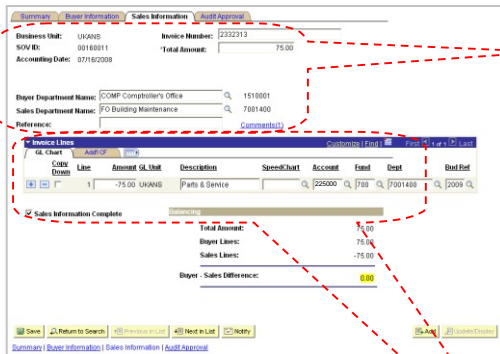 Summary Buyer Information Sales Information Audit Approval
Business Unit: UKANS Invoice Number: 2332313
SOV ID: 00160011 *Total Amount: 75.00
Accounting Date: 07/16/2008
Buyer Department Name: COMP Comptroller's Office 1510001
Sales Department Name: FO Building Maintenance 7001400
Reference: Comments(1)
Invoice Lines Customize | Find | First 1 of 1 Last
GL Chart Addl CF
Copy Down Line Amount GL Unit Description SpeedChart Account Fund Dept Bud Ref
1 -75.00 UKANS Parts & Service 225000 700 7001400 2009
Sales Information Complete Balancing
Total Amount: 75.00
Buyer Lines: 75.00
Sales Lines: -75.00
Buyer - Sales Difference: 0.00
Save Return to Search Previous in List Next in List Notify Add Update/Display
Summary | Buyer Information | Sales Information | Audit Approval